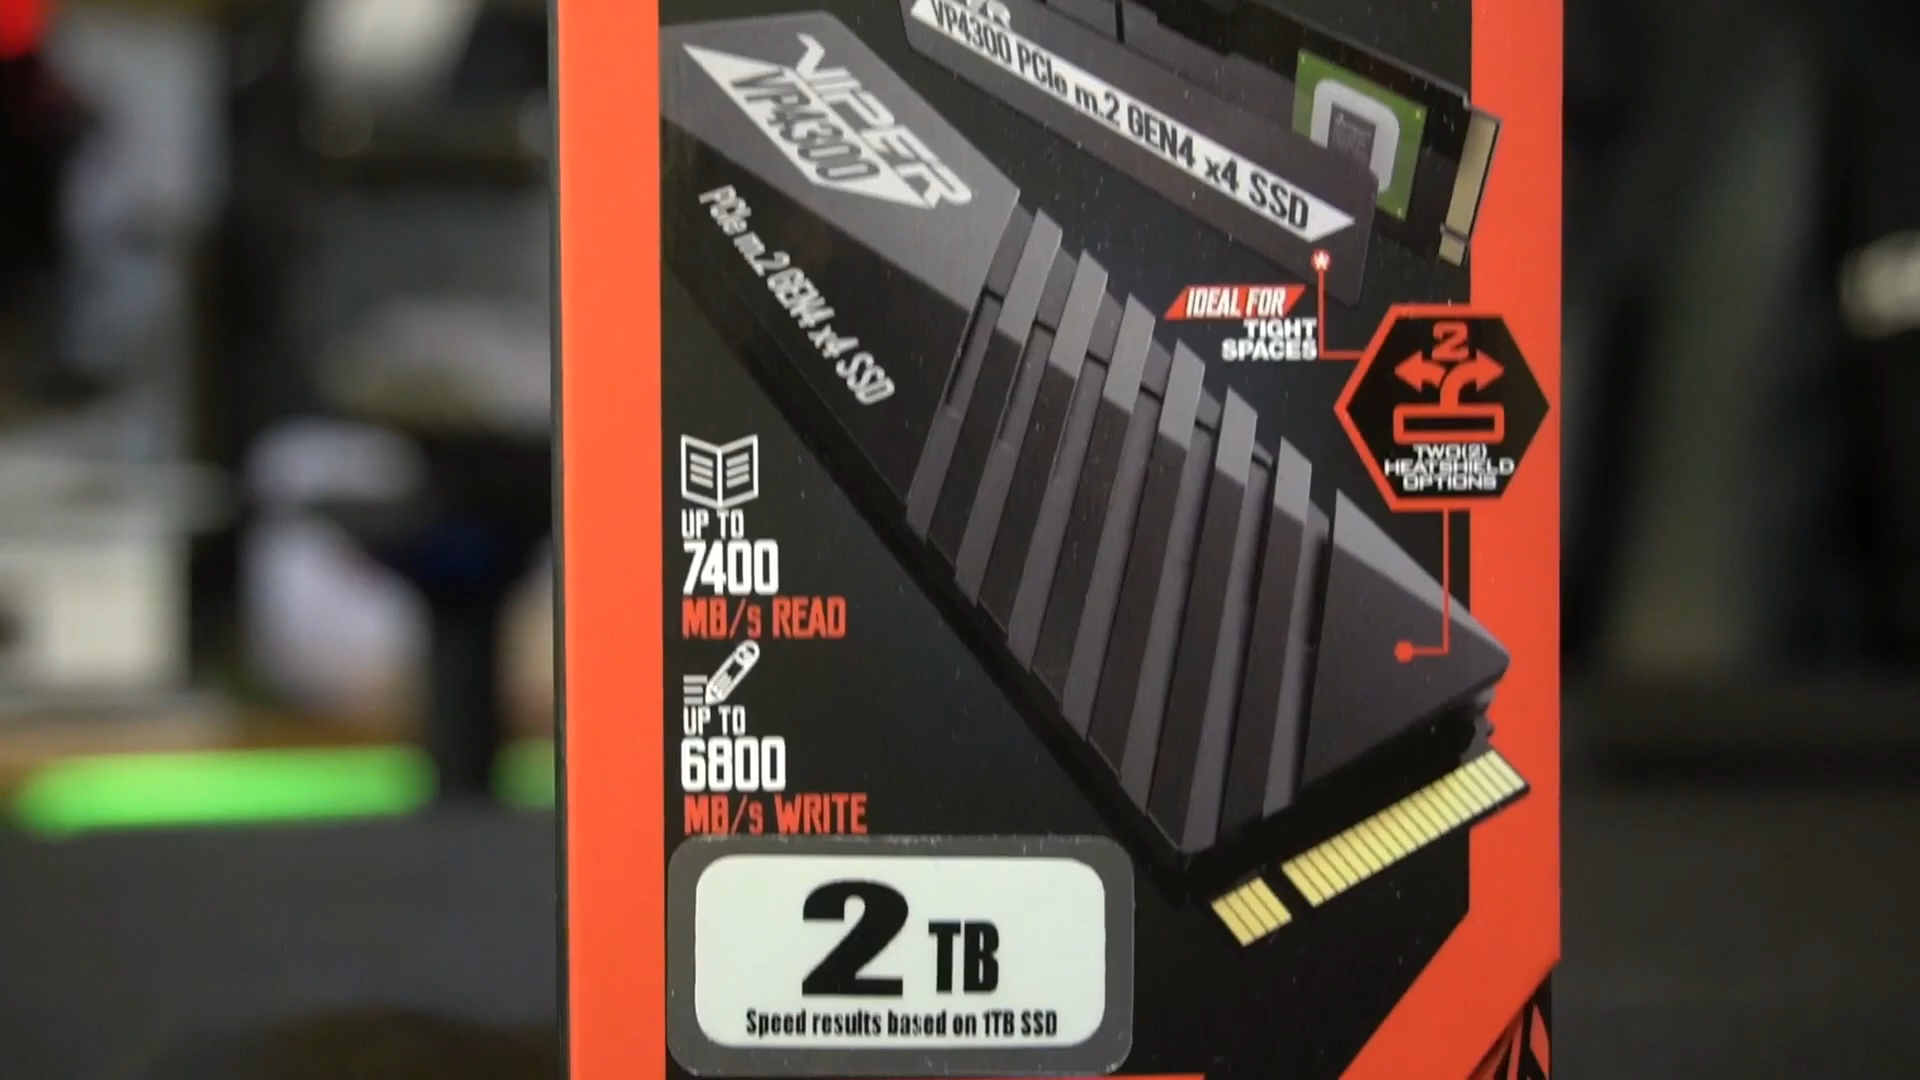 VP4300 PCIe m.2 GEN4 x4 SSD
VIPER
VP4300
PCIe m.2 GEN4 x4 SSD
IDEAL FOR
TIGHT
SPACES
2
TWO(2)
HEATSHIELD
OPTIONS
UP TO
7400
MB/s READ
UP TO
6800
MB/s WRITE
2 TB
Speed results based on 1TB SSD